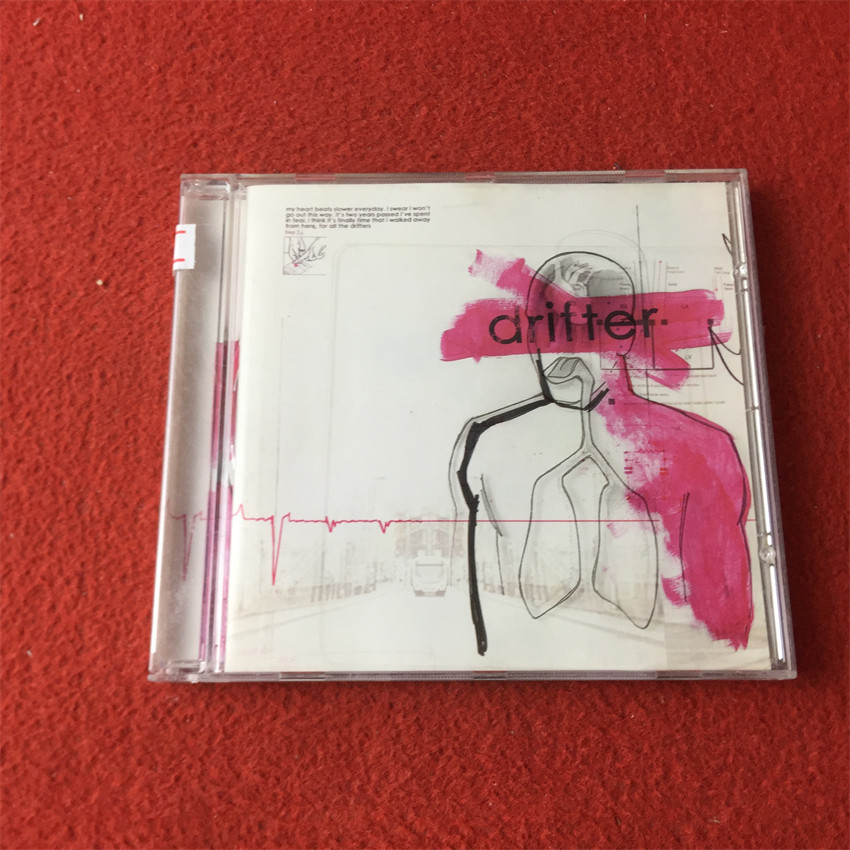 my heart beats slower everyday. i swear i won't
go out this way. it's two years passed i've spent
in fear. i think it's finally time that i walked away
from here. for all the drifters
drifter
LV